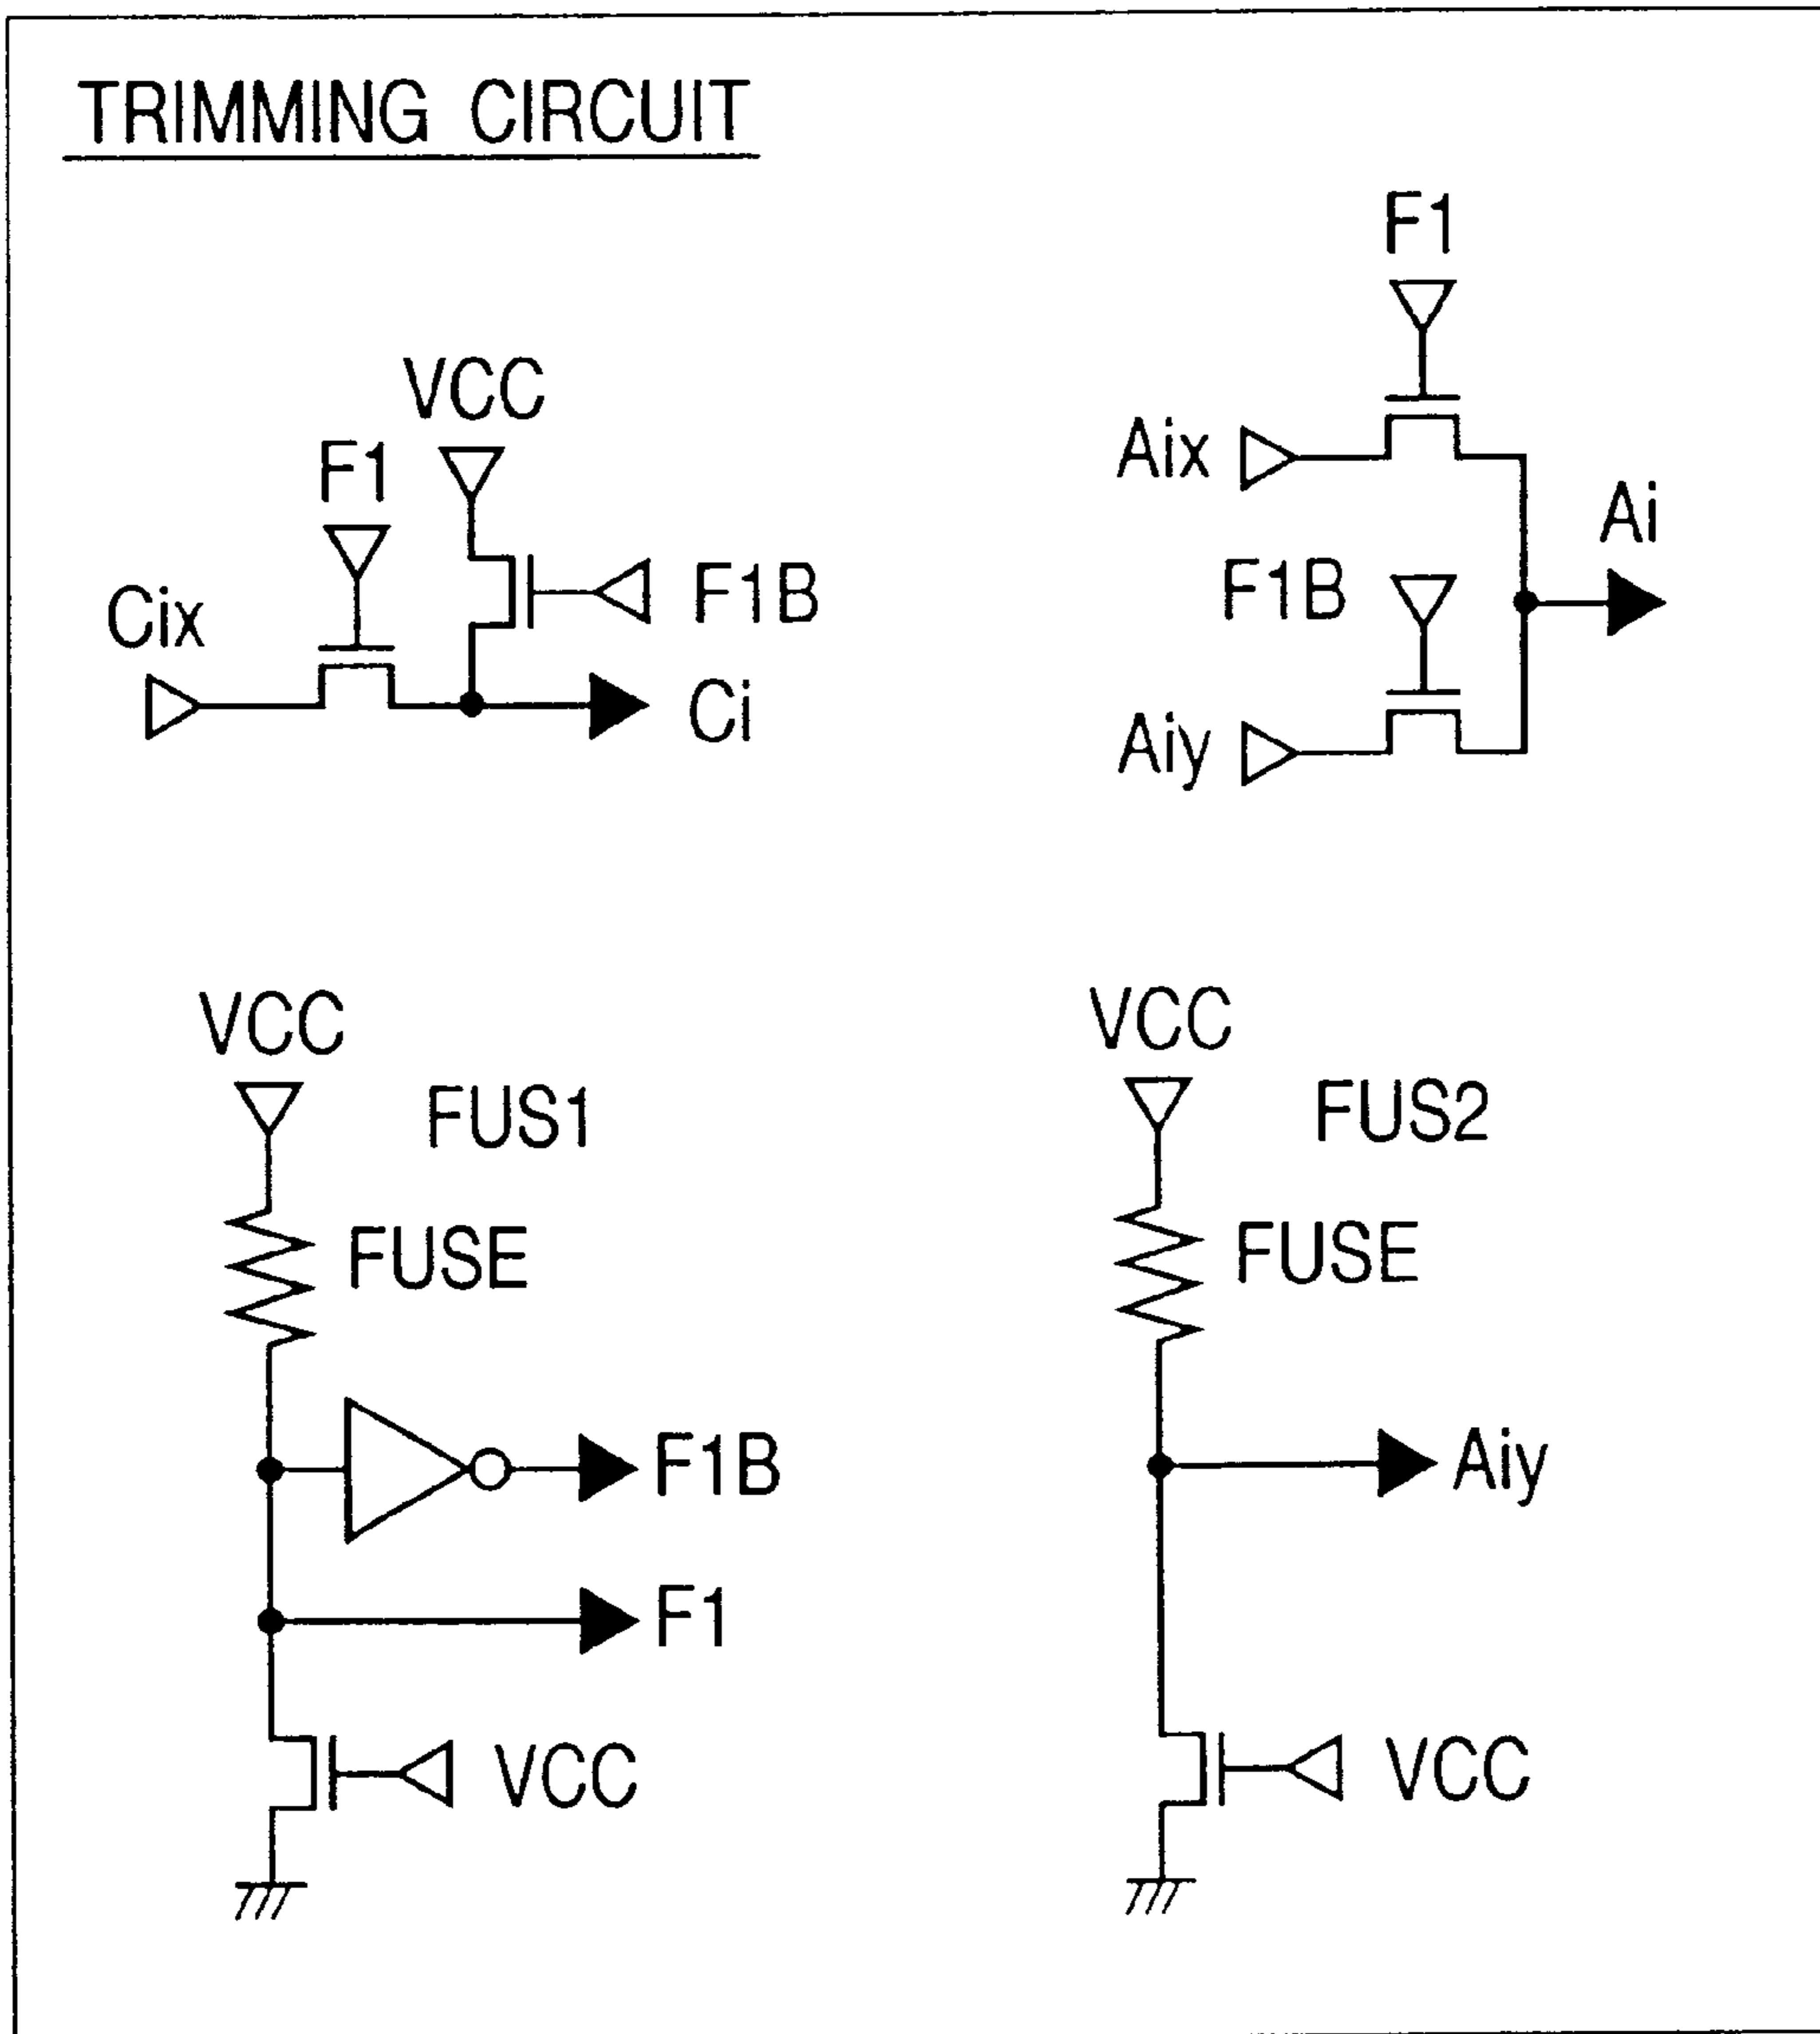 TRIMMING CIRCUIT
F1
VCC
F1
Aix
Ai
F1B
F1B
Cix
Ci
Aiy
VCC
VCC
FUS1
FUS2
FUSE
FUSE
F1B
Aiy
F1
VCC
VCC